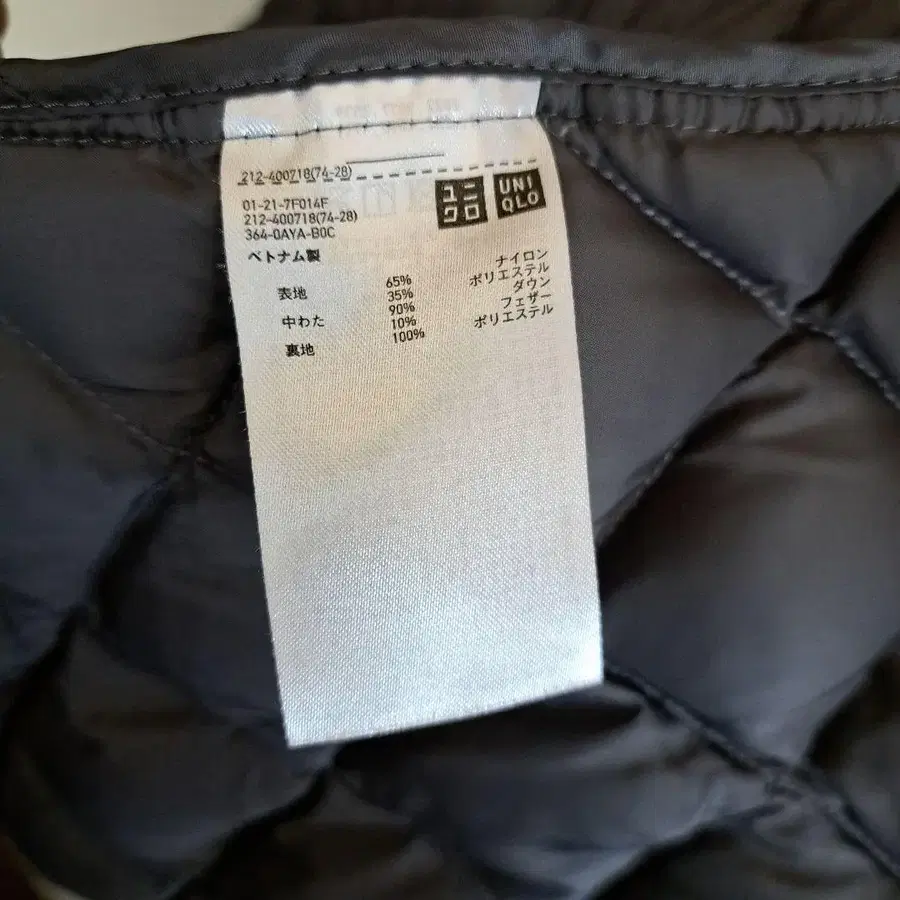 212-400718(74-28)
ユニクロ UNIQLO
01-21-7F014F
212-400718(74-28)
364-0AYA-B0C
ベトナム製
表地 65% ナイロン
35% ポリエステル
中わた 90% ダウン
10% フェザー
裏地 100% ポリエステル